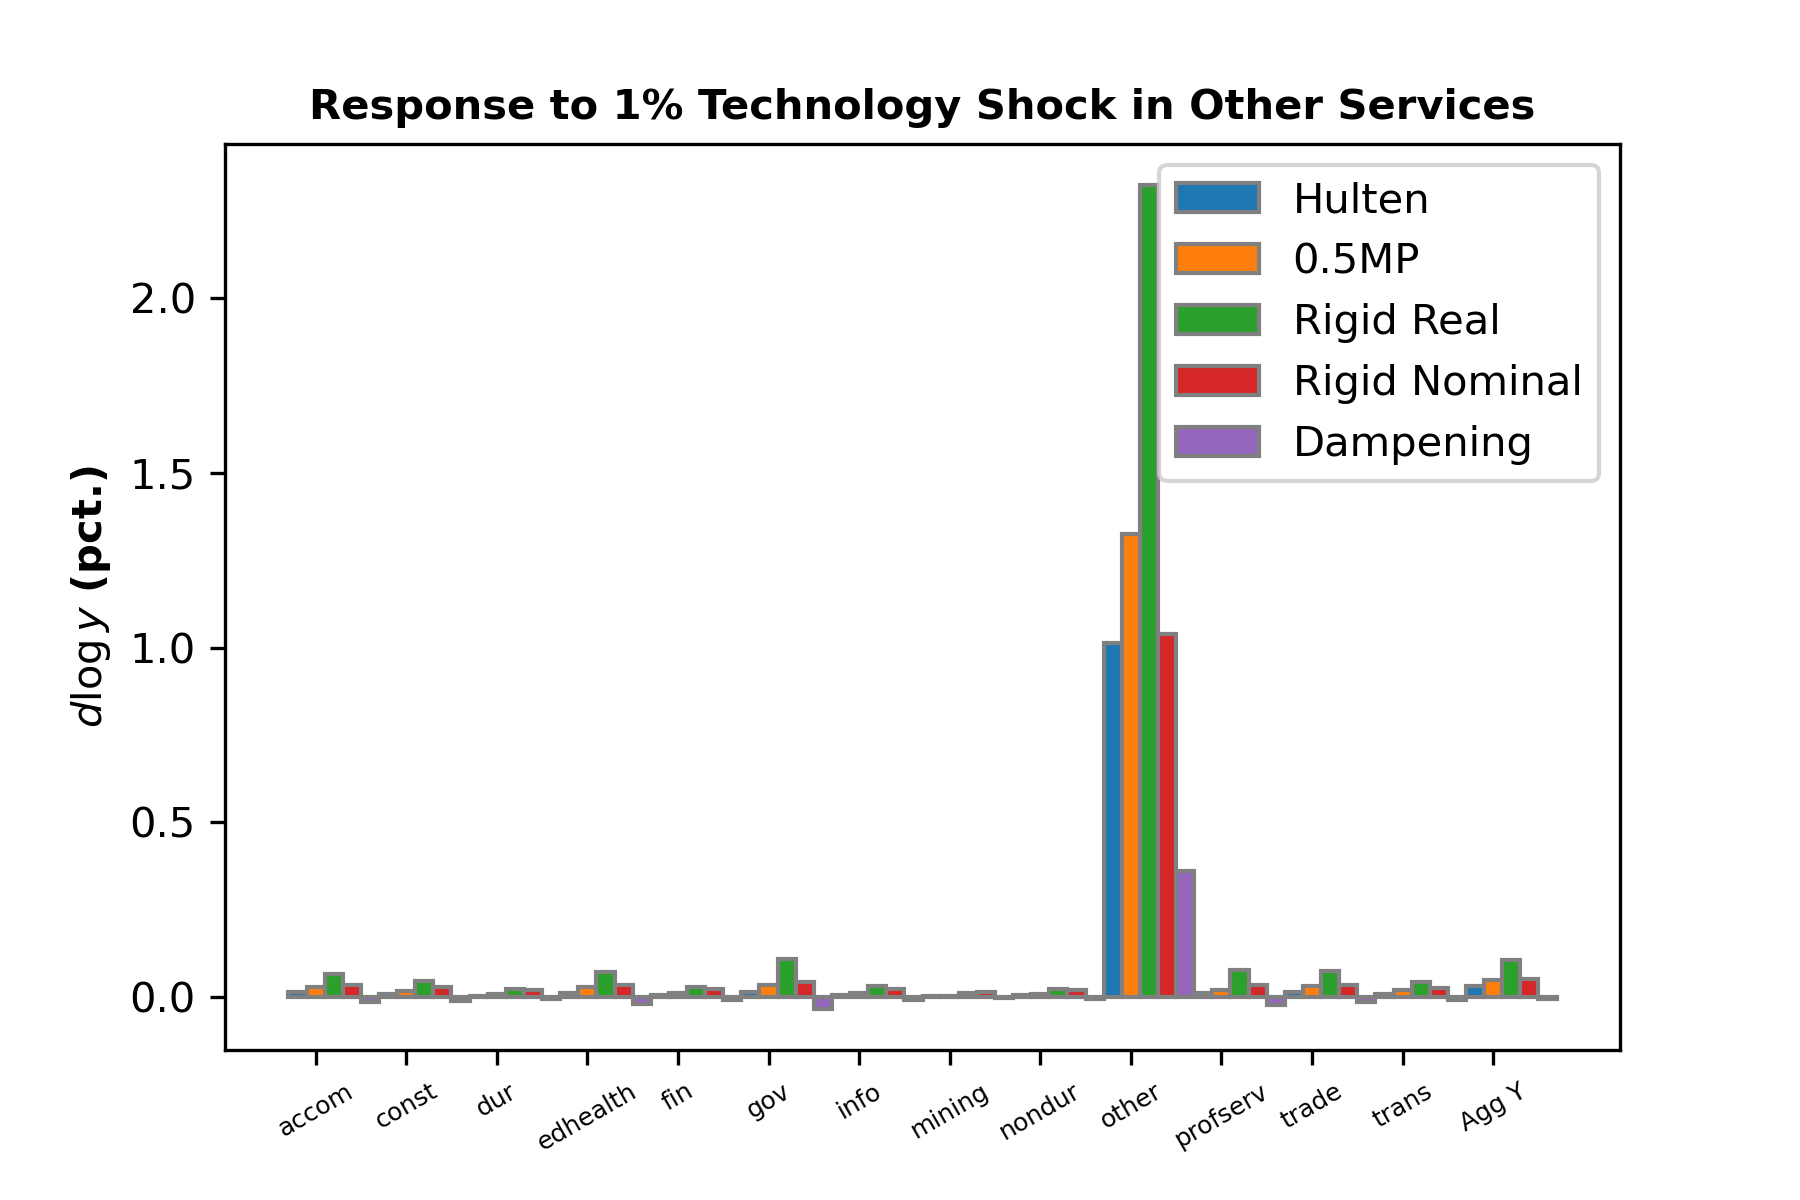 Response to 1% Technology Shock in Other Services
Hulten
0.5MP
Rigid Real
Rigid Nominal
Dampening
dlog y (pct.)
2.0
1.5
1.0
0.5
0.0
accom
const
dur
edhealth
fin
gov
info
mining
nondur
other
profserv
trade
trans
Agg Y